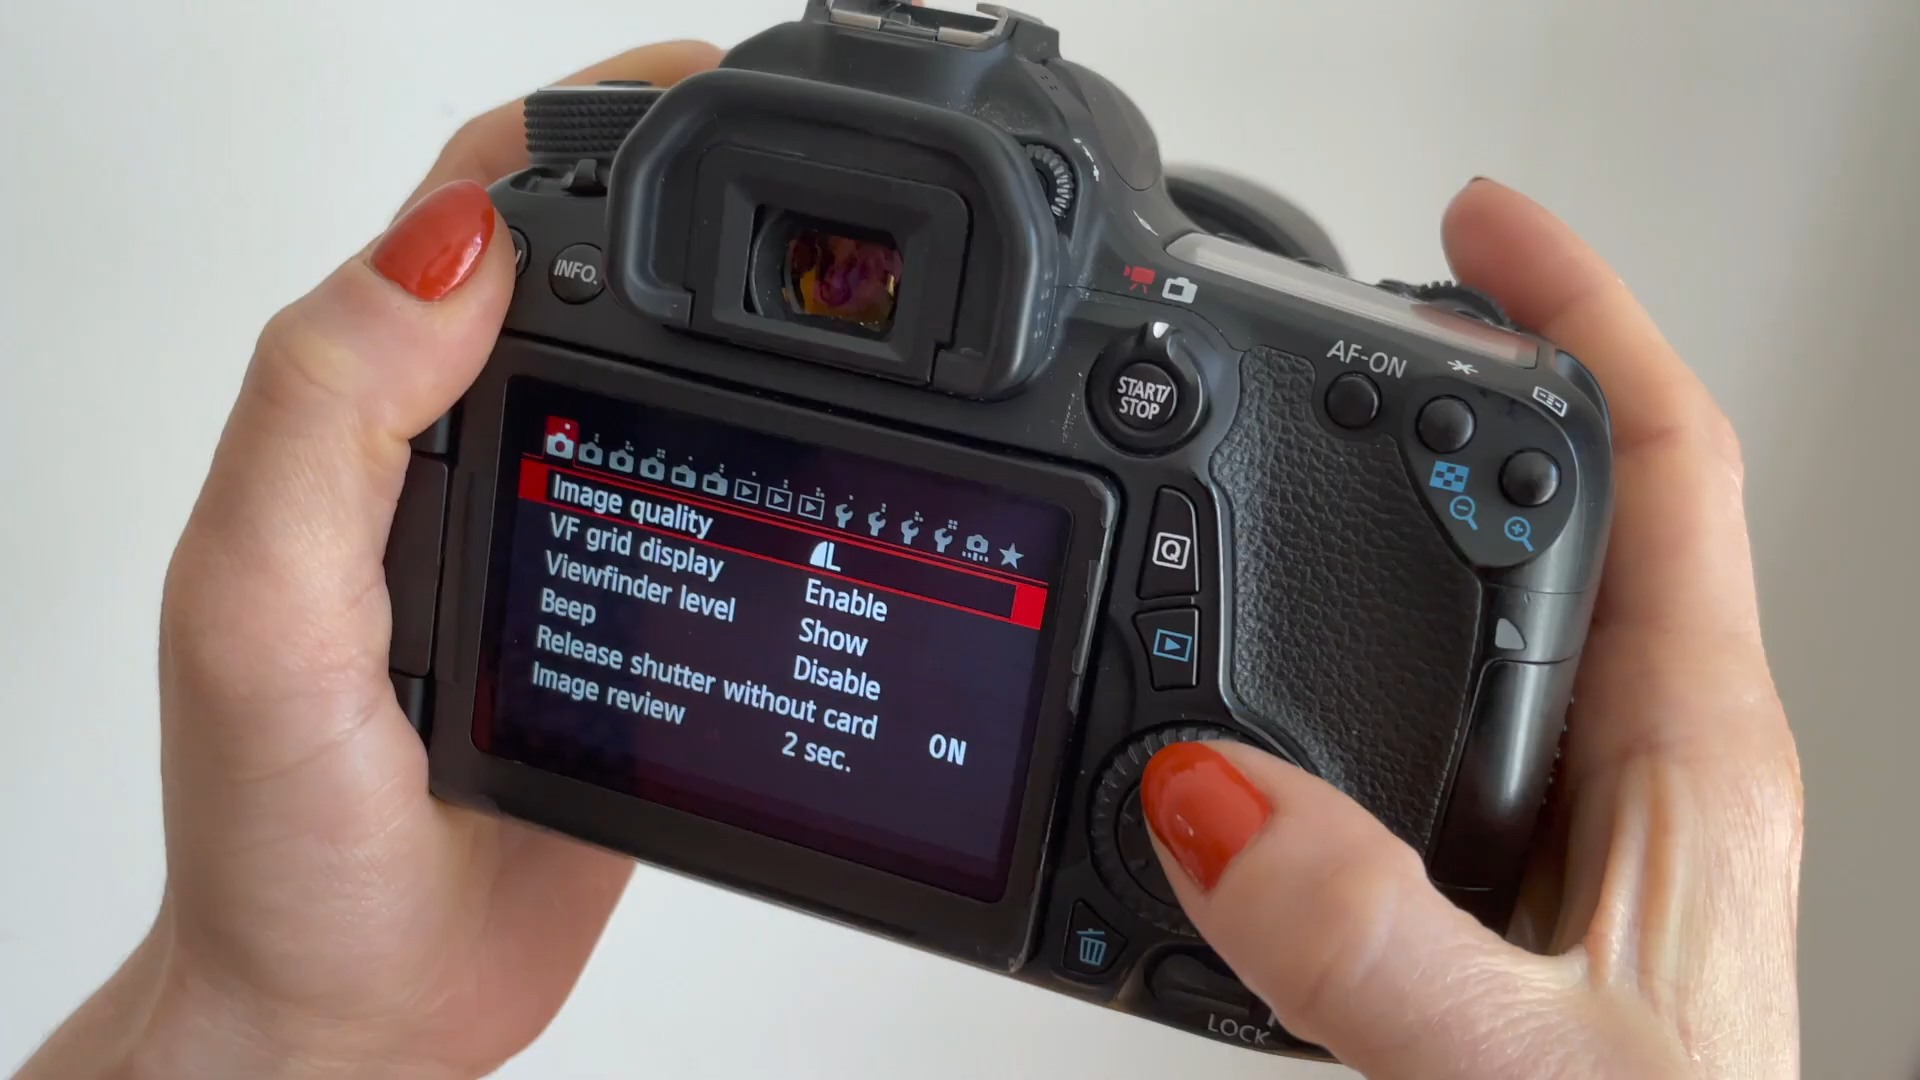 INFO.
START/
STOP
AF-ON
Q
Image quality L
VF grid display Enable
Viewfinder level Show
Beep Disable
Release shutter without card ON
Image review 2 sec.
LOCK